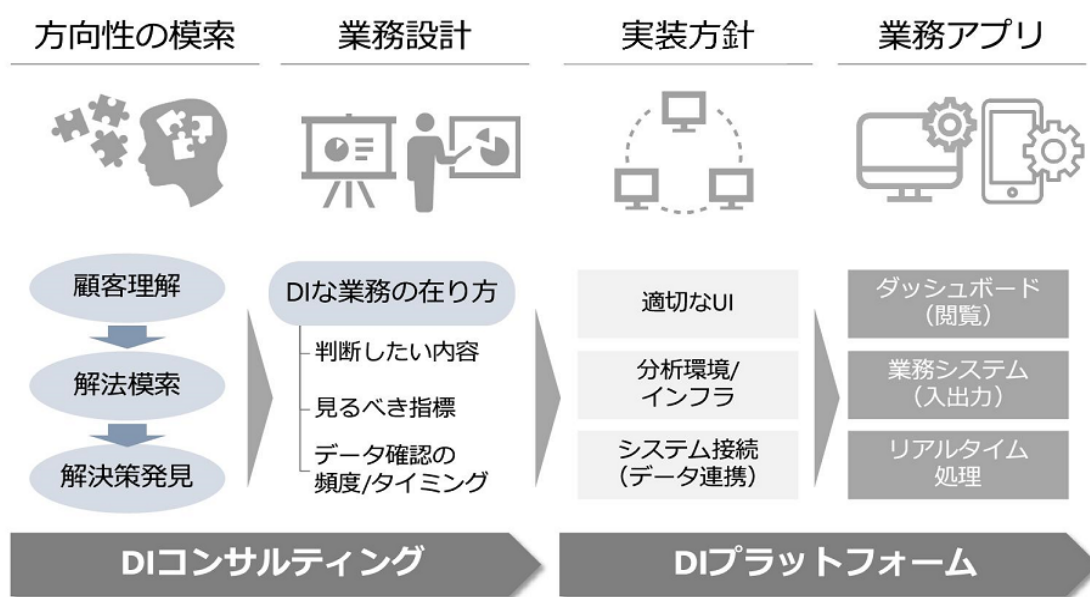 方向性の模索
業務設計
実装方針
業務アプリ
顧客理解
解法模索
解決策発見
DIな業務の在り方
判断したい内容
見るべき指標
データ確認の
頻度/タイミング
適切なUI
分析環境/
インフラ
システム接続
（データ連携）
ダッシュボード
（閲覧）
業務システム
（入出力）
リアルタイム
処理
DIコンサルティング
DIプラットフォーム